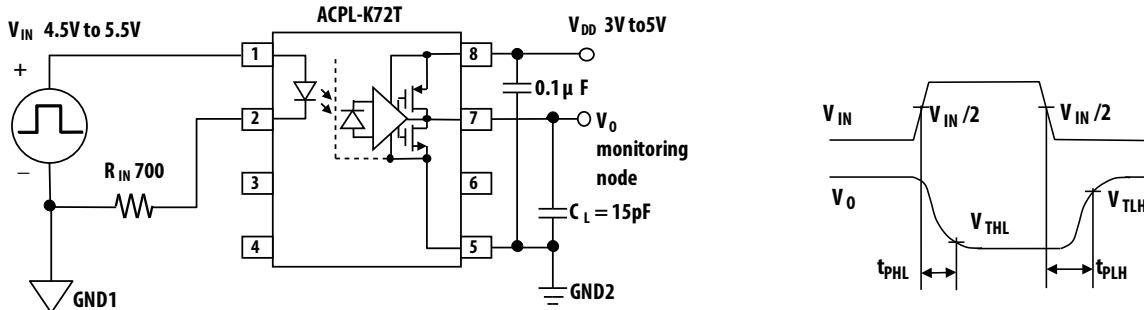 ACPL-K72T
V_IN 4.5V to 5.5V
V_DD 3V to5V
1
8
0.1µ F
+
2
7
V_O
monitoring
node
−
R_IN 700
3
6
C_L = 15pF
4
5
GND1
GND2
V_IN
V_IN /2
V_IN /2
V_O
V_THL
V_TLH
t_PHL
t_PLH